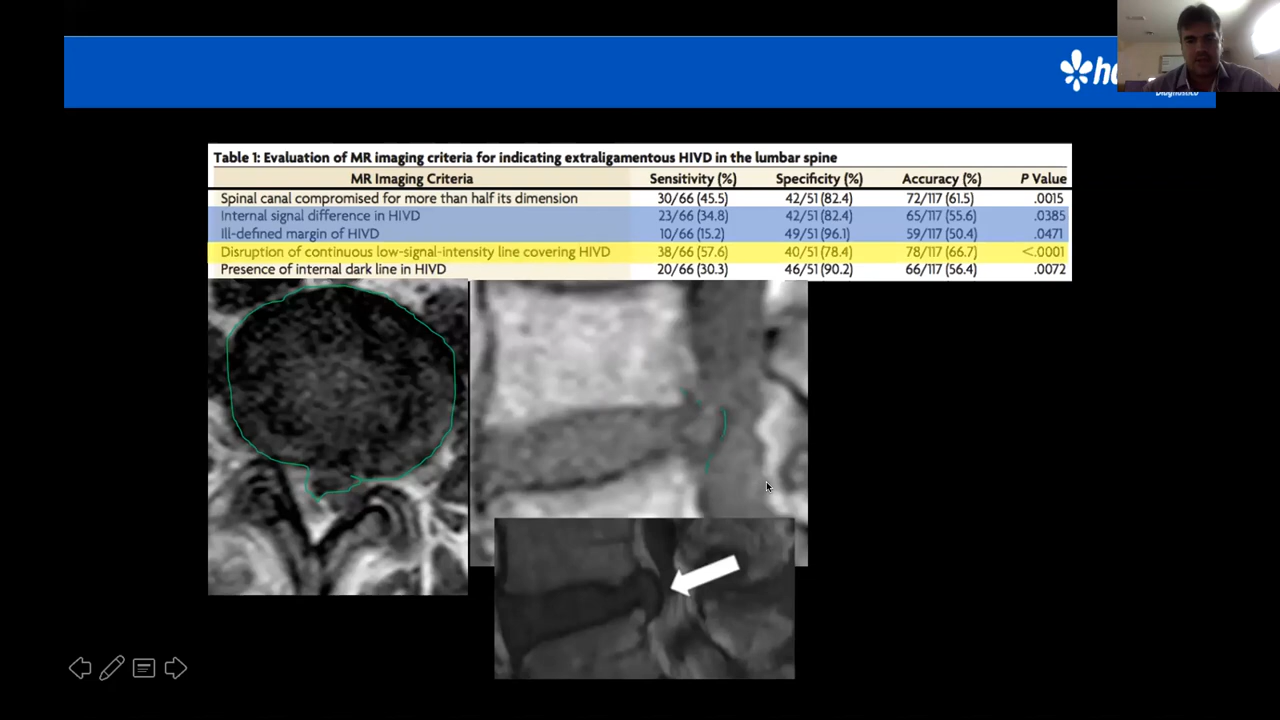 Table 1: Evaluation of MR imaging criteria for indicating extraligamentous HIVD in the lumbar spine
MR Imaging Criteria Sensitivity (%) Specificity (%) Accuracy (%) P Value
Spinal canal compromised for more than half its dimension 30/66 (45.5) 42/51 (82.4) 72/117 (61.5) .0015
Internal signal difference in HIVD 23/66 (34.8) 42/51 (82.4) 65/117 (55.6) .0385
Ill-defined margin of HIVD 10/66 (15.2) 49/51 (96.1) 59/117 (50.4) .0471
Disruption of continuous low-signal-intensity line covering HIVD 38/66 (57.6) 40/51 (78.4) 78/117 (66.7) <.0001
Presence of internal dark line in HIVD 20/66 (30.3) 46/51 (90.2) 66/117 (56.4) .0072